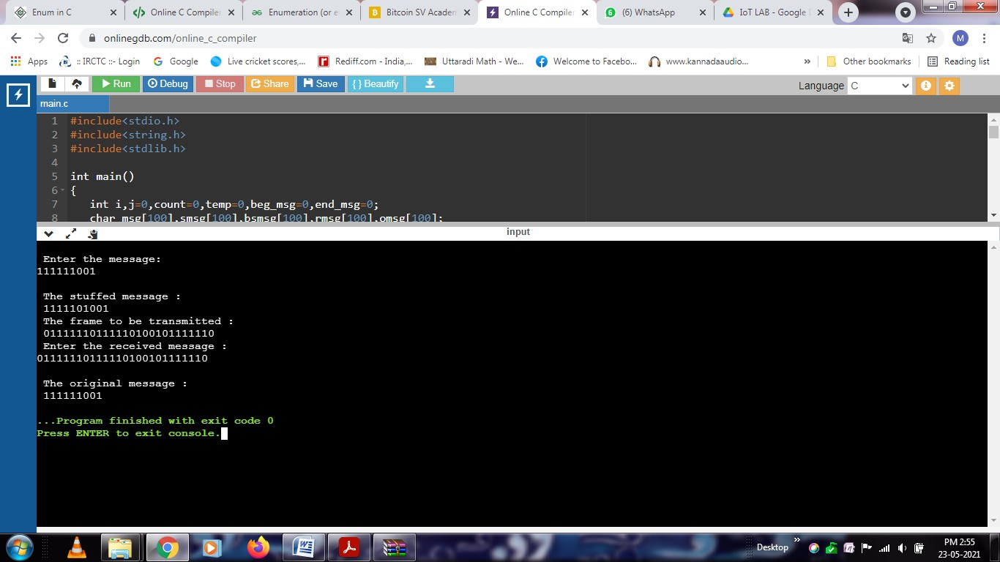 Enum in C
Online C Compiler
Enumeration (or e
Bitcoin SV Academ
Online C Compiler
(6) WhatsApp
IoT LAB - Google D
onlinegdb.com/online_c_compiler
M
Apps
:: IRCTC ::- Login
Google
Live cricket scores,...
Rediff.com - India,...
Uttaradi Math - We...
Welcome to Facebo...
www.kannadaaudio...
»
Other bookmarks
Reading list
Run
Debug
Stop
Share
Save
{ } Beautify
Language C
main.c
1 #include<stdio.h>
2 #include<string.h>
3 #include<stdlib.h>
4
5 int main()
6 {
7 int i,j=0,count=0,temp=0,beg_msg=0,end_msg=0;
8 char msg[100],smsg[100],bsmsg[100],rmsg[100],omsg[100];
input
Enter the message:
111111001
The stuffed message :
1111101001
The frame to be transmitted :
01111110111110100101111110
Enter the received message :
01111110111110100101111110
The original message :
111111001
...Program finished with exit code 0
Press ENTER to exit console.
Desktop
»
PM 2:55
23-05-2021